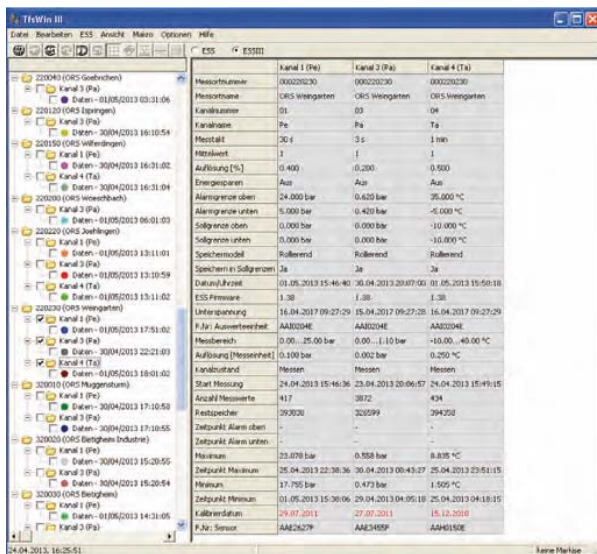 TfsWin III
Datei Bearbeiten ESS Ansicht Makro Optionen Hilfe
ESS ESSIII
220040 (ORS Goebrichen)
Kanal 3 (Pa)
Daten - 01/05/2013 03:31:06
220120 (ORS Ispringen)
Kanal 3 (Pa)
Daten - 30/04/2013 16:10:54
220150 (ORS Wilferdingen)
Kanal 1 (Pe)
Daten - 30/04/2013 16:31:02
Kanal 4 (Ta)
Daten - 30/04/2013 16:31:04
220200 (ORS Woeschbach)
Kanal 3 (Pa)
Daten - 01/05/2013 06:01:03
220220 (ORS Joehlingen)
Kanal 1 (Pe)
Daten - 01/05/2013 13:11:01
Kanal 3 (Pa)
Daten - 01/05/2013 13:10:59
Kanal 4 (Ta)
Daten - 01/05/2013 13:11:02
220230 (ORS Weingarten)
Kanal 1 (Pe)
Daten - 01/05/2013 17:51:02
Kanal 3 (Pa)
Daten - 30/04/2013 22:21:03
Kanal 4 (Ta)
Daten - 01/05/2013 18:01:02
320010 (ORS Muggensturm)
Kanal 1 (Pe)
Daten - 30/04/2013 17:10:58
Kanal 3 (Pa)
Daten - 30/04/2013 17:10:55
320020 (ORS Bietigheim Industrie)
Kanal 1 (Pe)
Daten - 30/04/2013 15:20:55
Kanal 3 (Pa)
Daten - 30/04/2013 15:20:54
320030 (ORS Bietigheim)
Kanal 1 (Pe)
Daten - 01/05/2013 14:31:05
Kanal 3 (Pa)
Kanal 1 (Pe) Kanal 3 (Pa) Kanal 4 (Ta)
Messortnummer 000220230 000220230 000220230
Messortname ORS Weingarten ORS Weingarten ORS Weingarten
Kanalnummer 01 03 04
Kanalname Pe Pa Ta
Messtakt 30 s 3 s 1 min
Mittelwert 1 1 1
Auflösung [%] 0.400 0.200 0.500
Energiesparen Aus Aus Aus
Alarmgrenze oben 24.000 bar 0.620 bar 35.000 °C
Alarmgrenze unten 5.000 bar 0.420 bar -5.000 °C
Sollgrenze oben 0.000 bar 0.000 bar -10.000 °C
Sollgrenze unten 0.000 bar 0.000 bar -10.000 °C
Speichermodell Rollierend Rollierend Rollierend
Speichern in Sollgrenzen Ja Ja Ja
Datum/Uhrzeit 01.05.2013 15:46:40 30.04.2013 20:07:00 01.05.2013 15:50:18
ESS Firmware 1.38 1.38 1.38
Unterspannung 16.04.2017 09:27:29 15.04.2017 09:27:28 16.04.2017 09:27:29
F.Nr: Auswerteeinheit AAI0204E AAI0204E AAI0204E
Messbereich 0.00...25.00 bar 0.00...1.10 bar -10.00...40.00 °C
Auflösung [Messeinheit] 0.100 bar 0.002 bar 0.250 °C
Kanalzustand Messen Messen Messen
Start Messung 24.04.2013 15:46:36 23.04.2013 20:06:57 24.04.2013 15:49:15
Anzahl Messwerte 417 3872 434
Restspeicher 393838 326599 394358
Zeitpunkt Alarm oben - - -
Zeitpunkt Alarm unten - - -
Maximum 23.070 bar 0.558 bar 8.835 °C
Zeitpunkt Maximum 25.04.2013 22:38:36 30.04.2013 00:43:27 25.04.2013 23:51:15
Minimum 17.755 bar 0.473 bar 1.505 °C
Zeitpunkt Minimum 01.05.2013 15:38:06 29.04.2013 04:05:18 25.04.2013 04:18:15
Kalibrierdatum 29.07.2011 27.07.2011 15.12.2010
F.Nr: Sensor AAE2627P AAE3455P AAH0150E
24.04.2013, 16:25:51 keine Markise